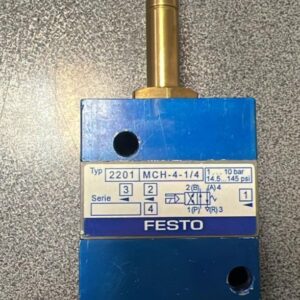 Typ 2201 MCH-4-1/4 1 ... 10 bar
14.5...145 psi
3 2 2(B) (A)4 1
Serie 4 1(P) (R)3
FESTO